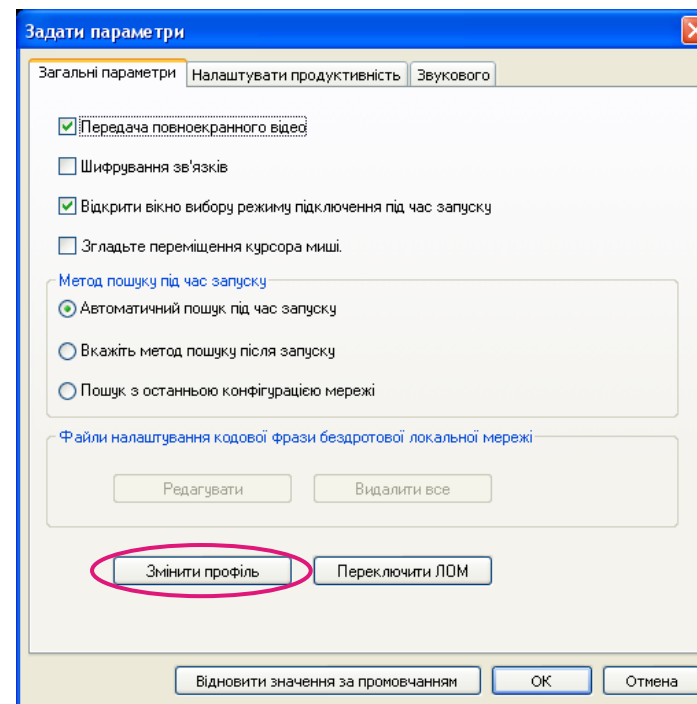 Задати параметри
Загальні параметри Налаштувати продуктивність Звукового
Передача повноекранного відео
Шифрування зв'язків
Відкрити вікно вибору режиму підключення під час запуску
Згладьте переміщення курсора миші.
Метод пошуку під час запуску
Автоматичний пошук під час запуску
Вкажіть метод пошуку після запуску
Пошук з останньою конфігурацією мережі
Файли налаштування кодової фрази бездротової локальної мережі
Редагувати Видалити все
Змінити профіль Переключити ЛОМ
Відновити значення за промовчанням OK Отмена